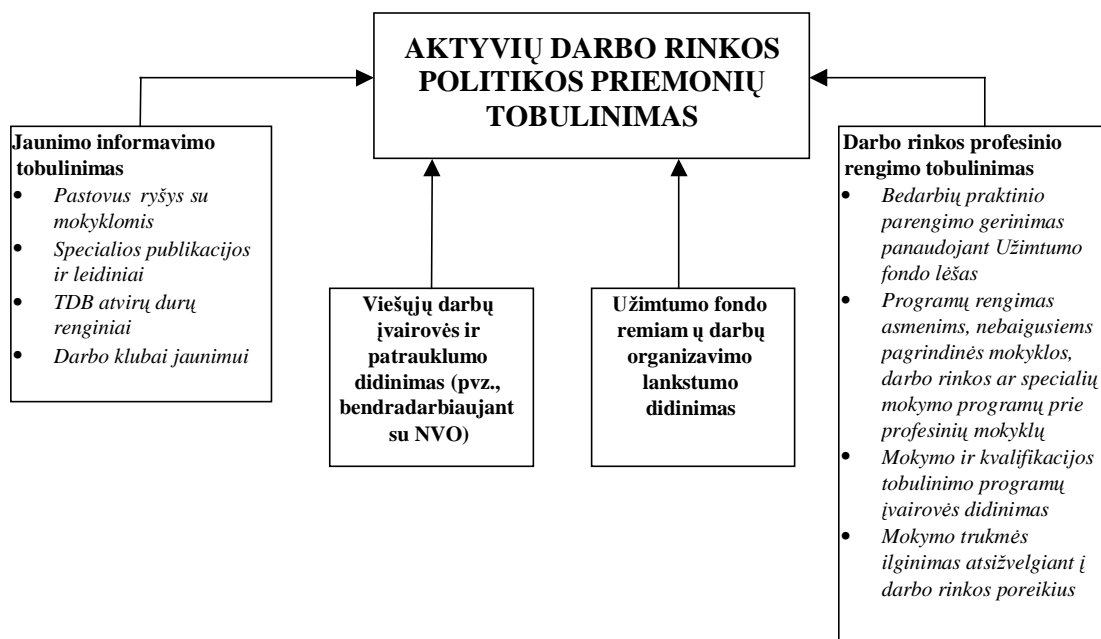 AKTYVIŲ DARBO RINKOS
POLITIKOS PRIEMONIŲ
TOBULINIMAS
Jaunimo informavimo
tobulinimas
• Pastovus ryšys su
mokyklomis
• Specialios publikacijos
ir leidiniai
• TDB atvirų durų
renginiai
• Darbo klubai jaunimui
Viešųjų darbų
įvairovės ir
patrauklumo
didinimas (pvz.,
bendradarbiaujant
su NVO)
Užimtumo fondo
remiam ų darbų
organizavimo
lankstumo
didinimas
Darbo rinkos profesinio
rengimo tobulinimas
• Bedarbių praktinio
parengimo gerinimas
panaudojant Užimtumo
fondo lėšas
• Programų rengimas
asmenims, nebaigusiems
pagrindinės mokyklos,
darbo rinkos ar specialių
mokymo programų prie
profesinių mokyklų
• Mokymo ir kvalifikacijos
tobulinimo programų
įvairovės didinimas
• Mokymo trukmės
ilginimas atsižvelgiant į
darbo rinkos poreikius